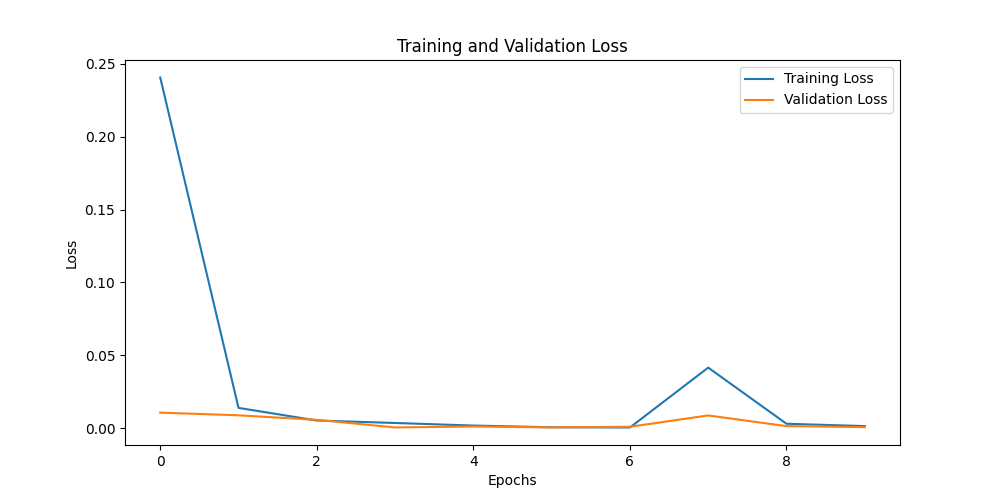 Training and Validation Loss
Training Loss
Validation Loss
0.25
0.20
0.15
0.10
0.05
0.00
Loss
0 2 4 6 8
Epochs